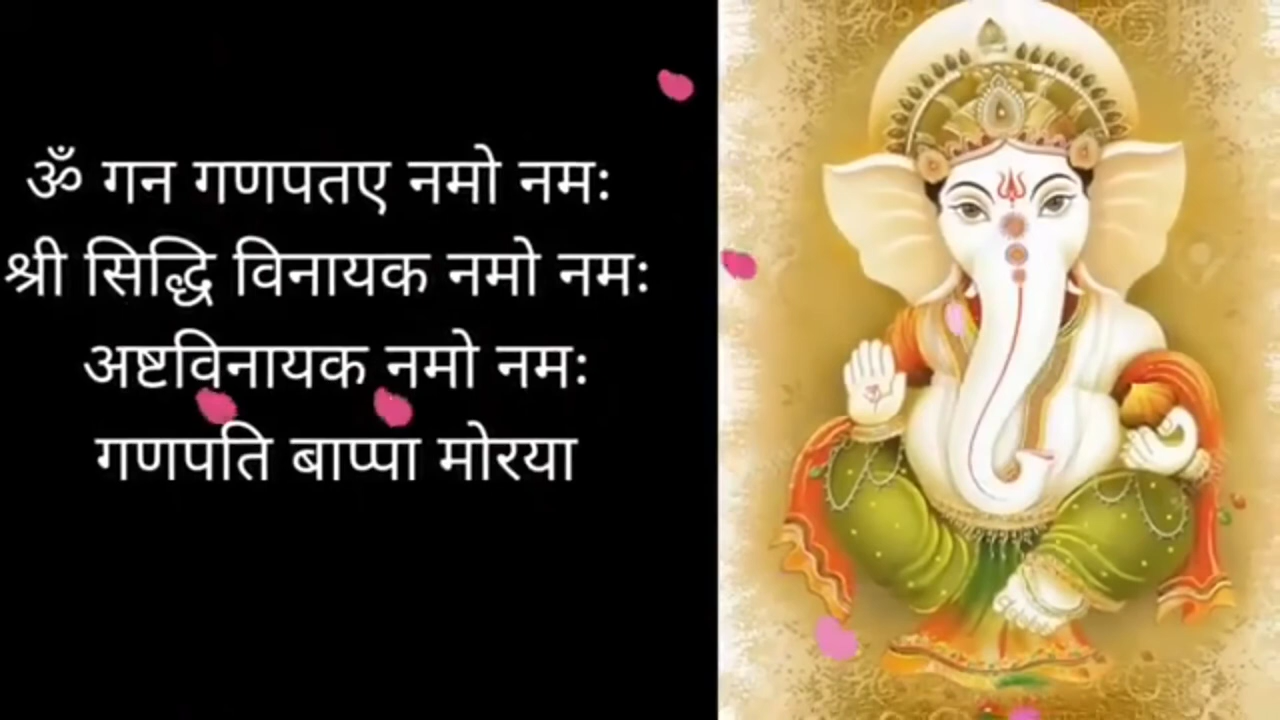 ॐ गन गणपतए नमो नमः
श्री सिद्धि विनायक नमो नमः
अष्टविनायक नमो नमः
गणपति बाप्पा मोरया